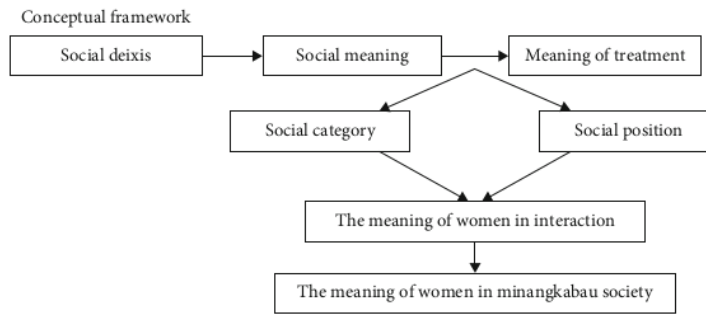 Conceptual framework
Social deixis
Social meaning
Meaning of treatment
Social category
Social position
The meaning of women in interaction
The meaning of women in minangkabau society